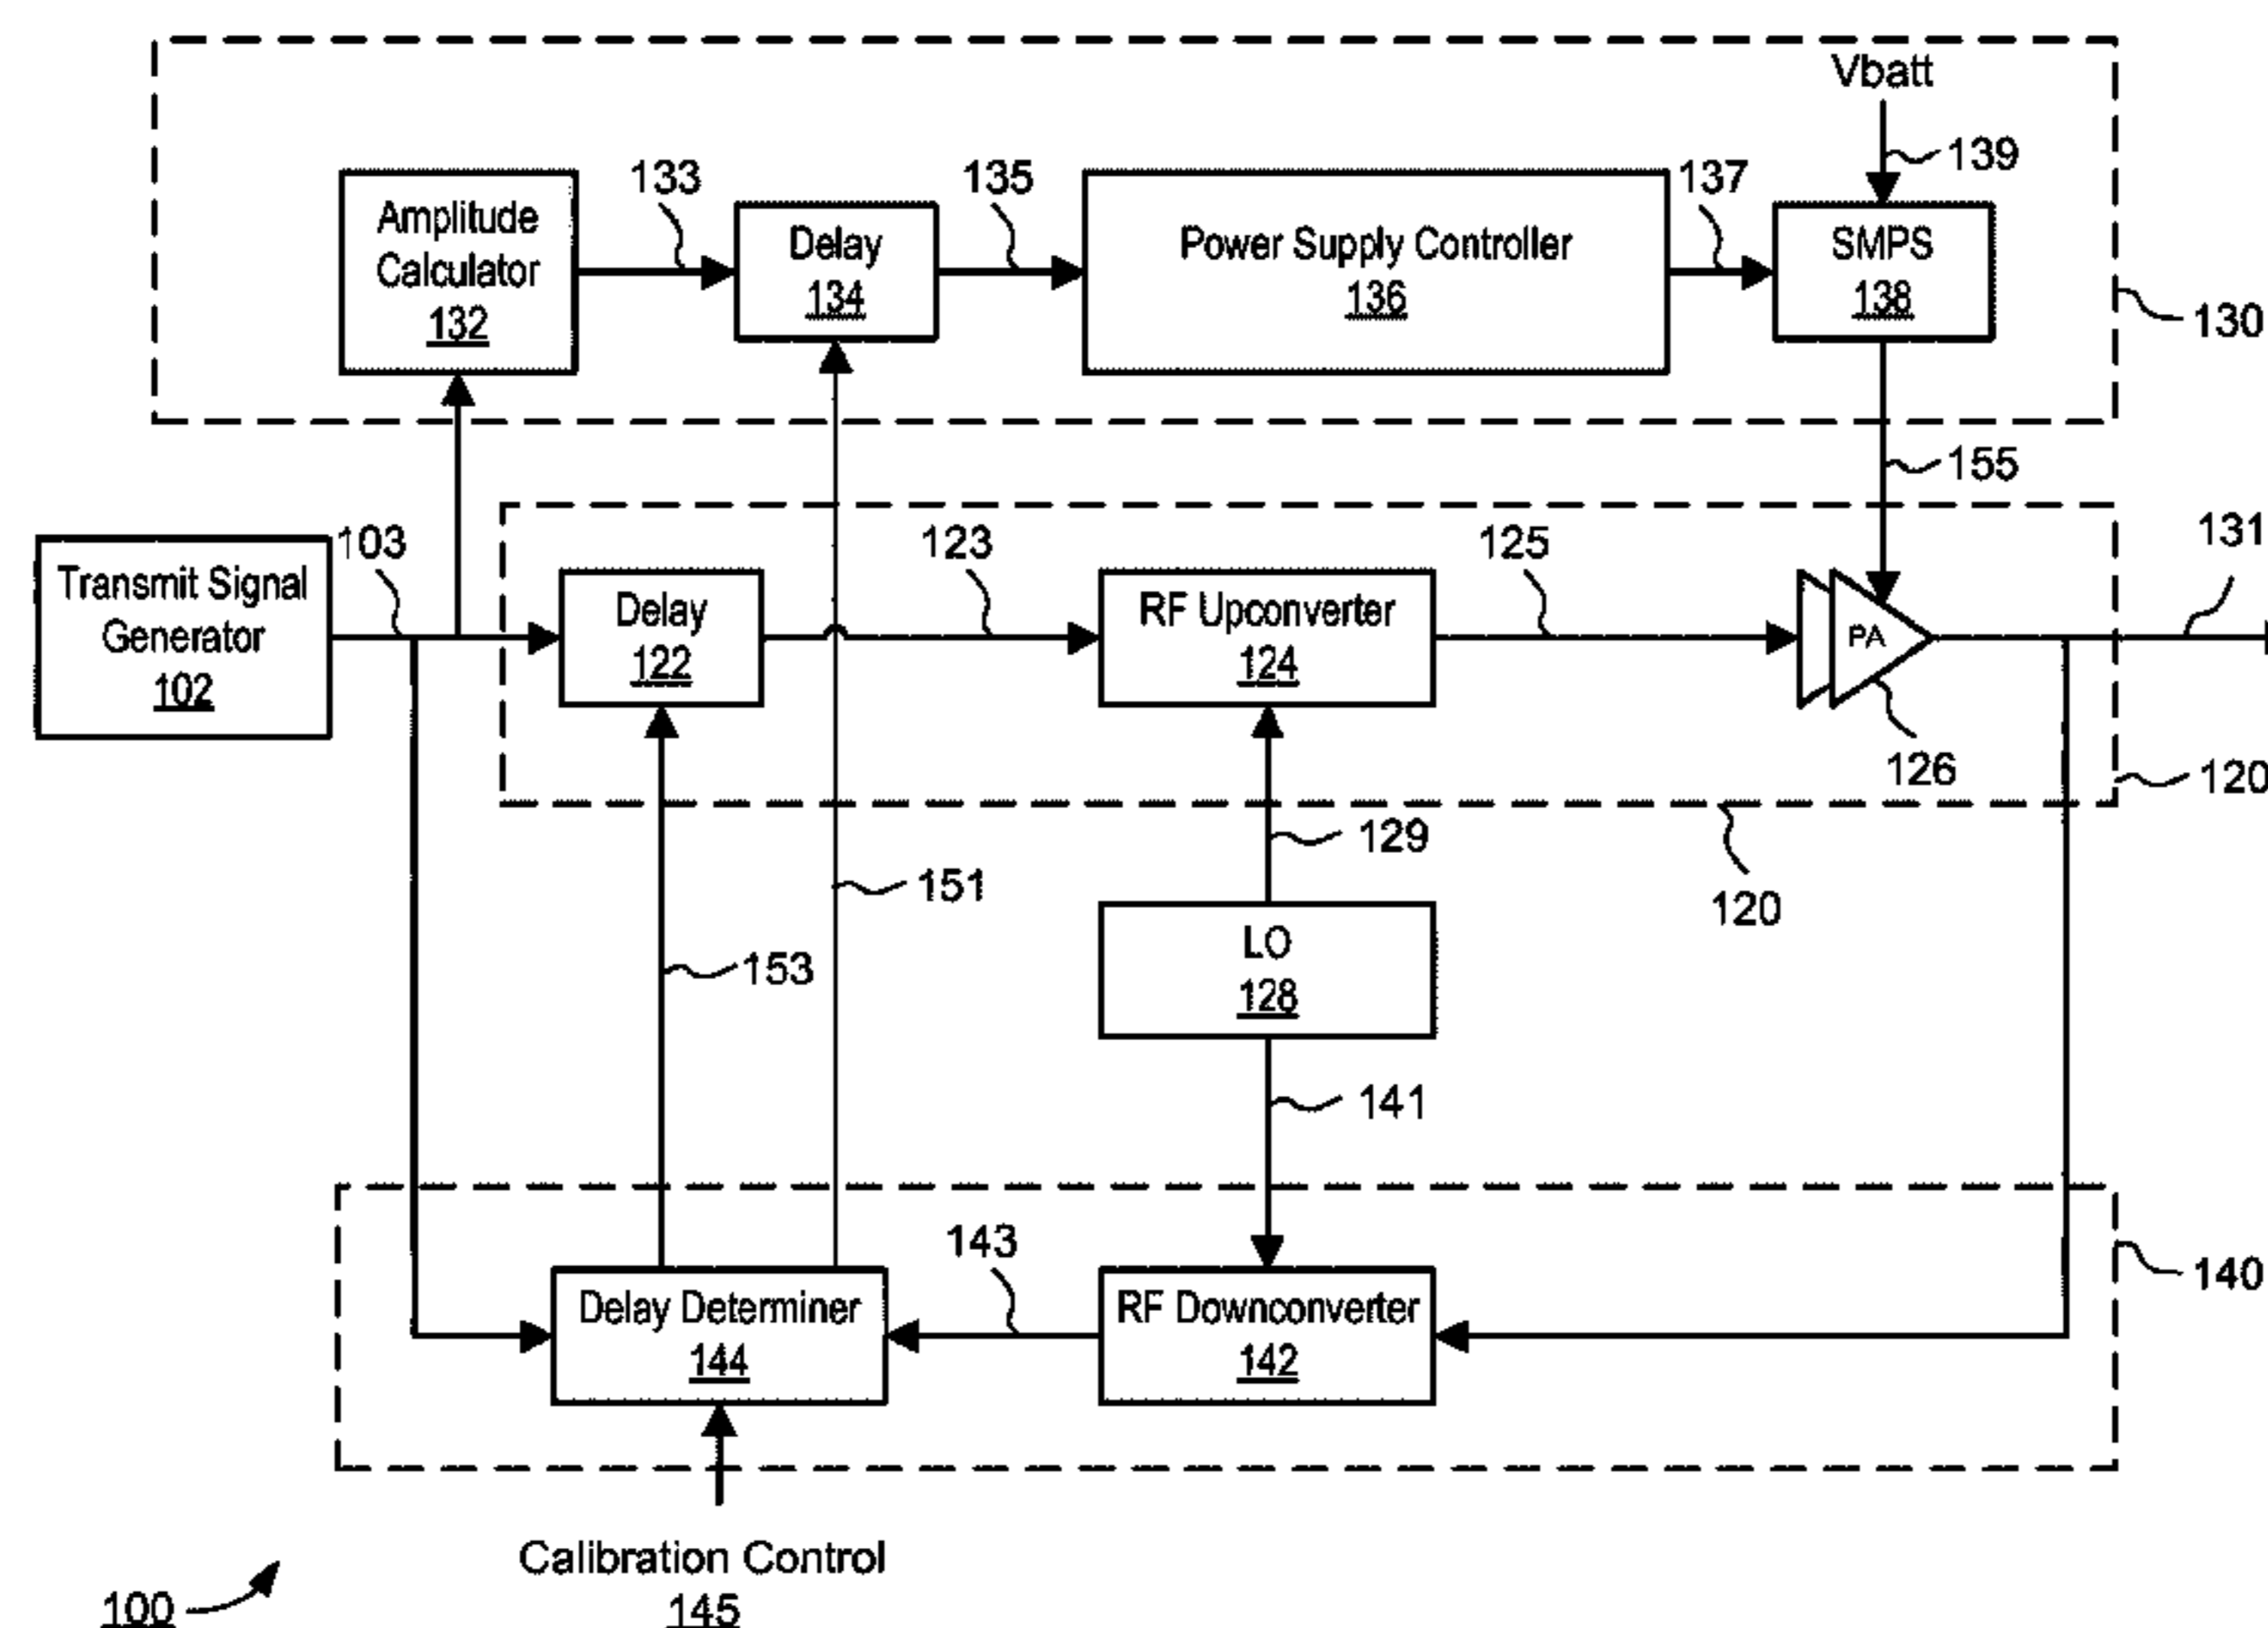 Vbatt
139
133
135
137
Amplitude
Calculator
132
Delay
134
Power Supply Controller
136
SMPS
138
130
155
131
103
123
125
Transmit Signal
Generator
102
Delay
122
RF Upconverter
124
PA
126
120
129
120
151
153
LO
128
141
143
140
Delay Determiner
144
RF Downconverter
142
Calibration Control
145
100